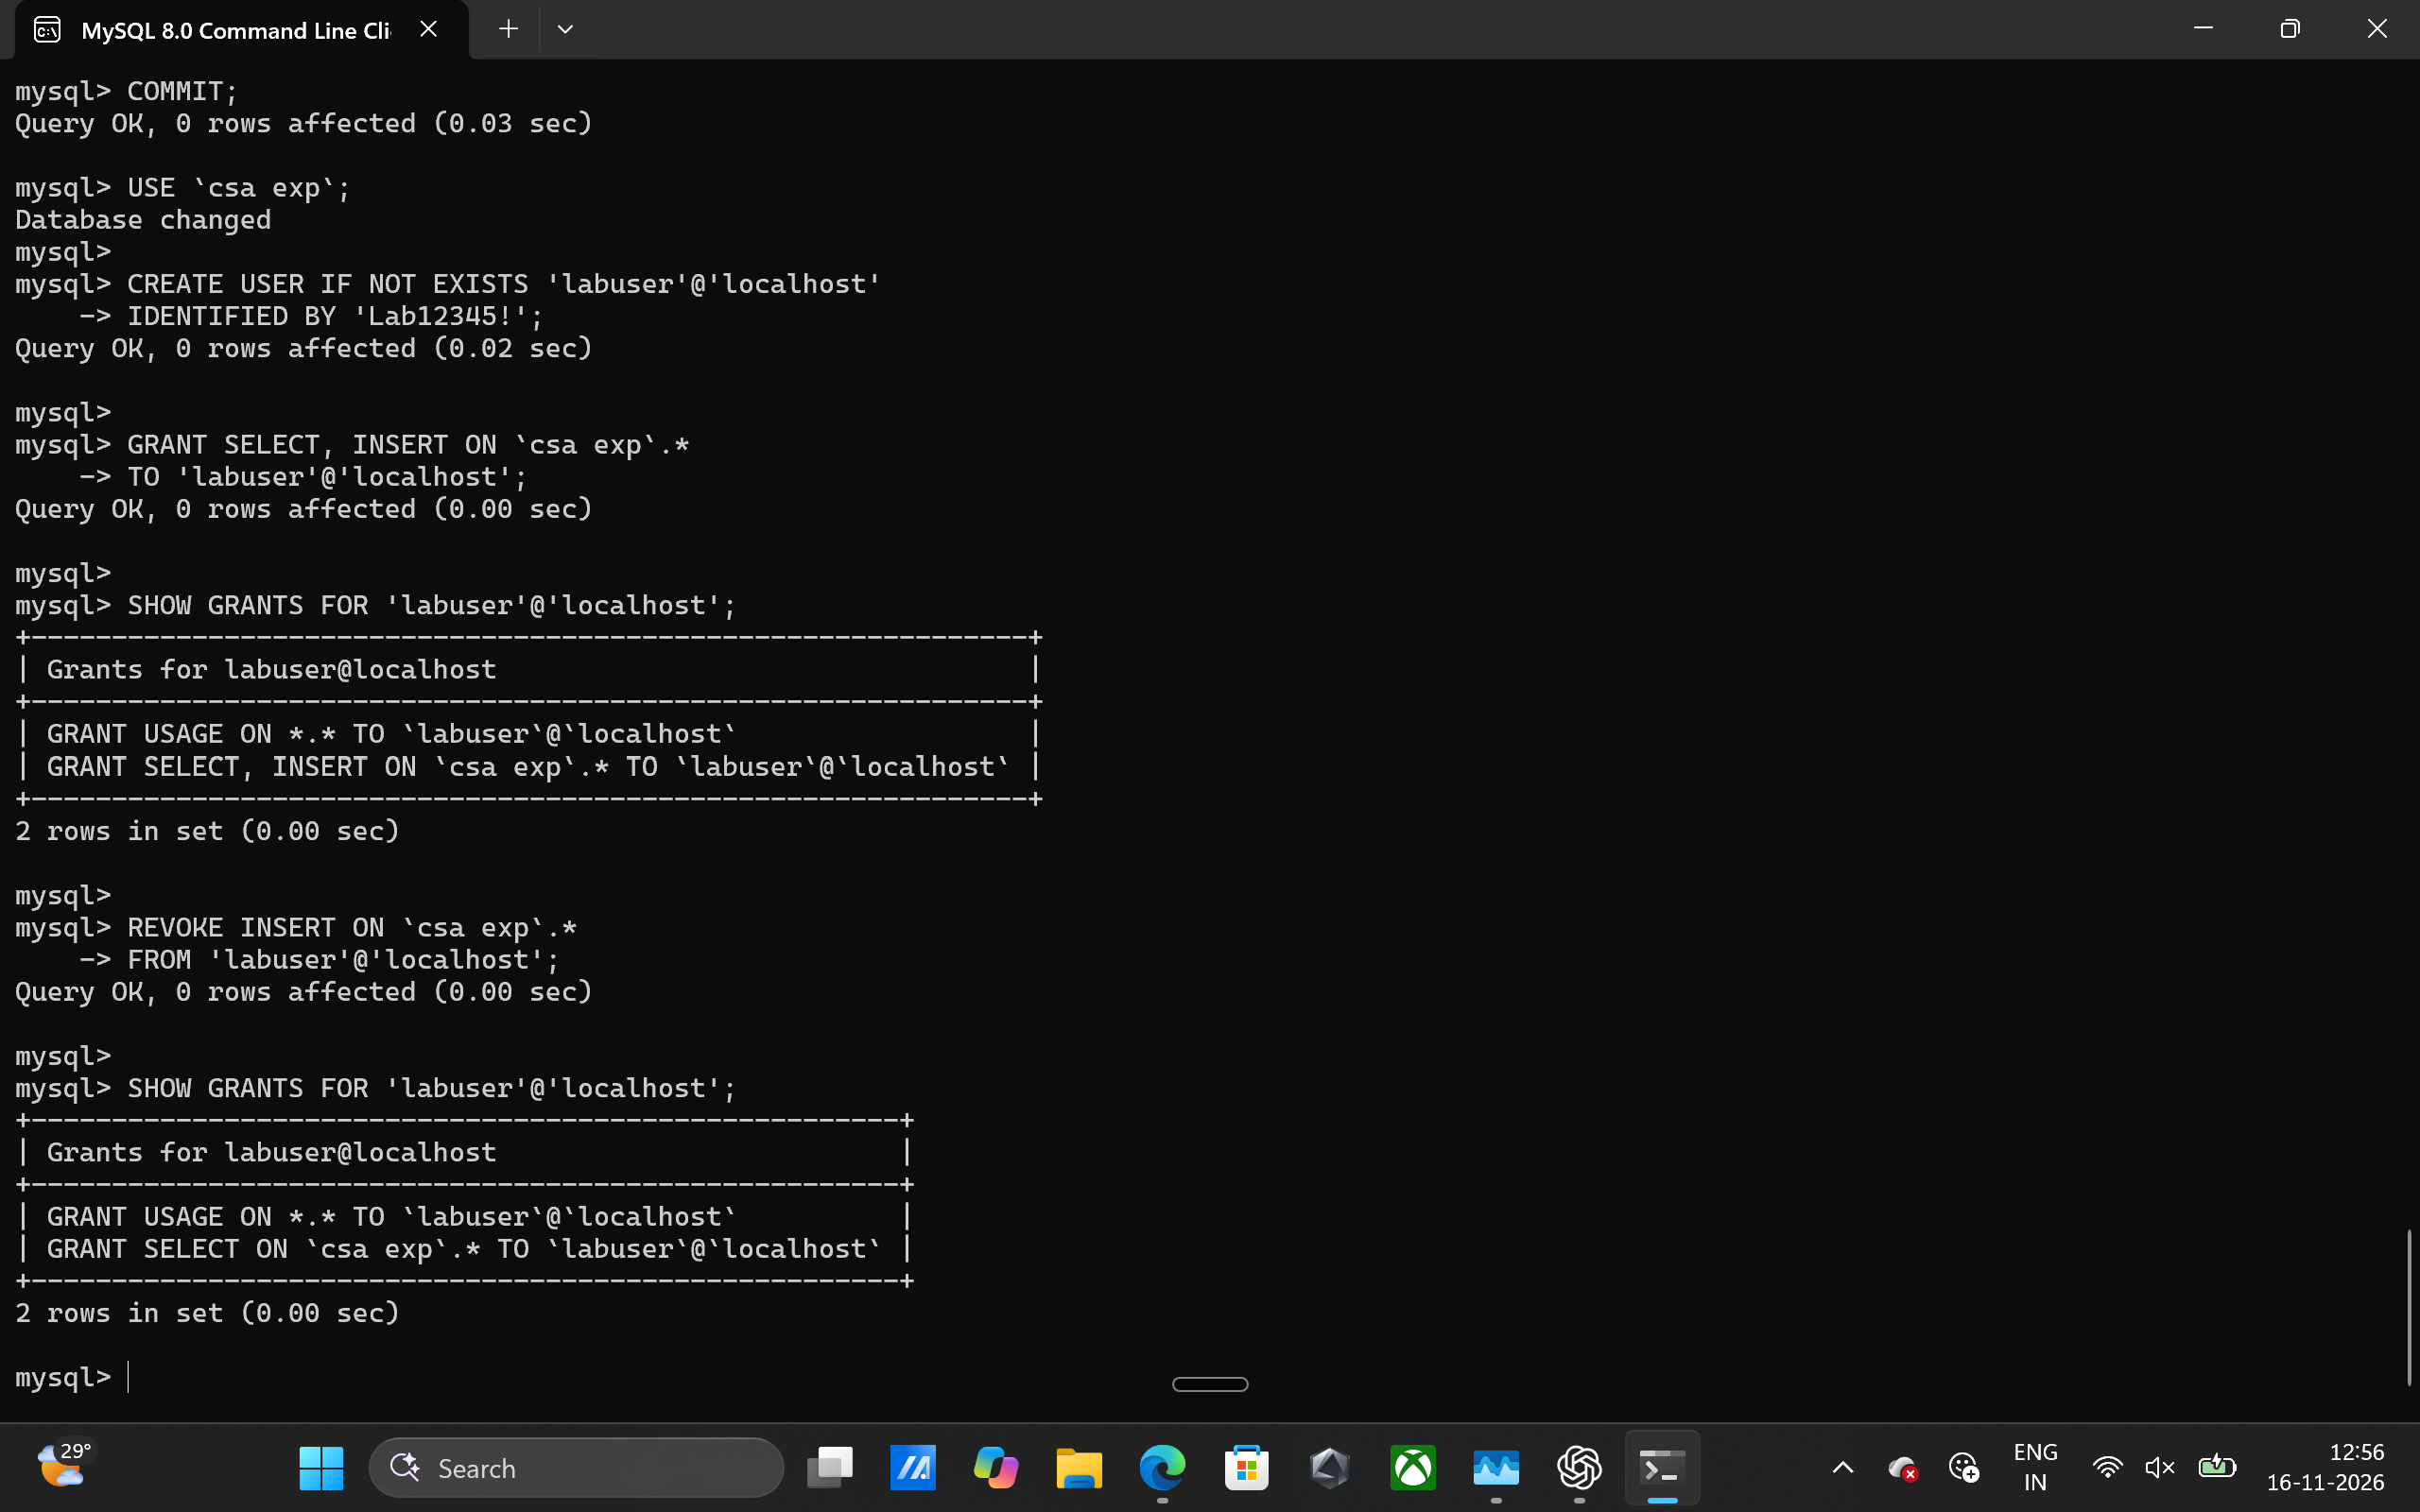 MySQL 8.0 Command Line Cli
mysql> COMMIT;
Query OK, 0 rows affected (0.03 sec)
mysql> USE `csa exp`;
Database changed
mysql>
mysql> CREATE USER IF NOT EXISTS 'labuser'@'localhost'
    -> IDENTIFIED BY 'Lab12345!';
Query OK, 0 rows affected (0.02 sec)
mysql>
mysql> GRANT SELECT, INSERT ON `csa exp`.*
    -> TO 'labuser'@'localhost';
Query OK, 0 rows affected (0.00 sec)
mysql>
mysql> SHOW GRANTS FOR 'labuser'@'localhost';
+--------------------------------------------------------------+
| Grants for labuser@localhost                                 |
+--------------------------------------------------------------+
| GRANT USAGE ON *.* TO `labuser`@`localhost`                  |
| GRANT SELECT, INSERT ON `csa exp`.* TO `labuser`@`localhost` |
+--------------------------------------------------------------+
2 rows in set (0.00 sec)
mysql>
mysql> REVOKE INSERT ON `csa exp`.*
    -> FROM 'labuser'@'localhost';
Query OK, 0 rows affected (0.00 sec)
mysql>
mysql> SHOW GRANTS FOR 'labuser'@'localhost';
+------------------------------------------------------+
| Grants for labuser@localhost                         |
+------------------------------------------------------+
| GRANT USAGE ON *.* TO `labuser`@`localhost`          |
| GRANT SELECT ON `csa exp`.* TO `labuser`@`localhost` |
+------------------------------------------------------+
2 rows in set (0.00 sec)
mysql>
29°
Search
ENG
IN
12:56
16-11-2026